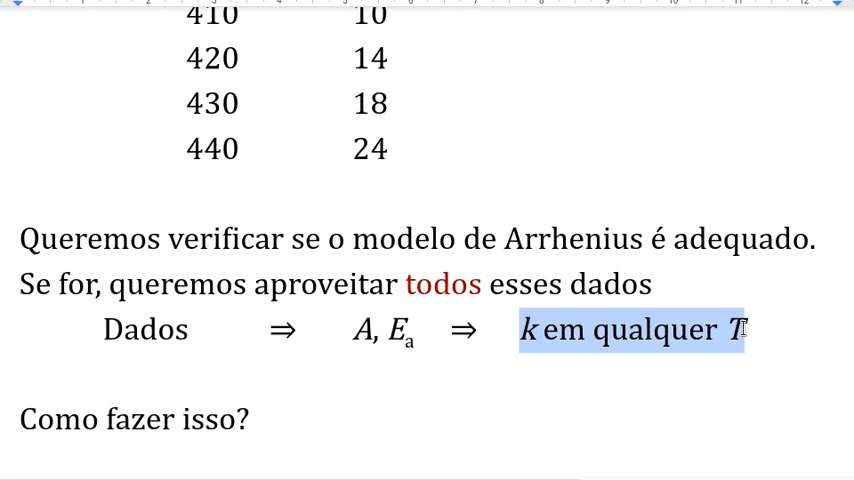 410 10
420 14
430 18
440 24
Queremos verificar se o modelo de Arrhenius é adequado.
Se for, queremos aproveitar todos esses dados
Dados ⇒ A, Eₐ ⇒ k em qualquer T
Como fazer isso?